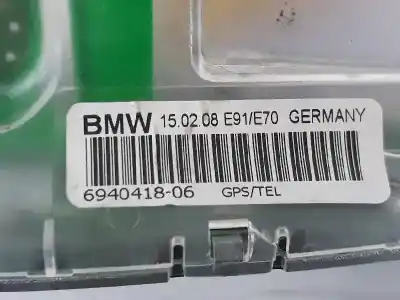 BMW 15.02.08 E91/E70 GERMANY
6940418-06 GPS/TEL